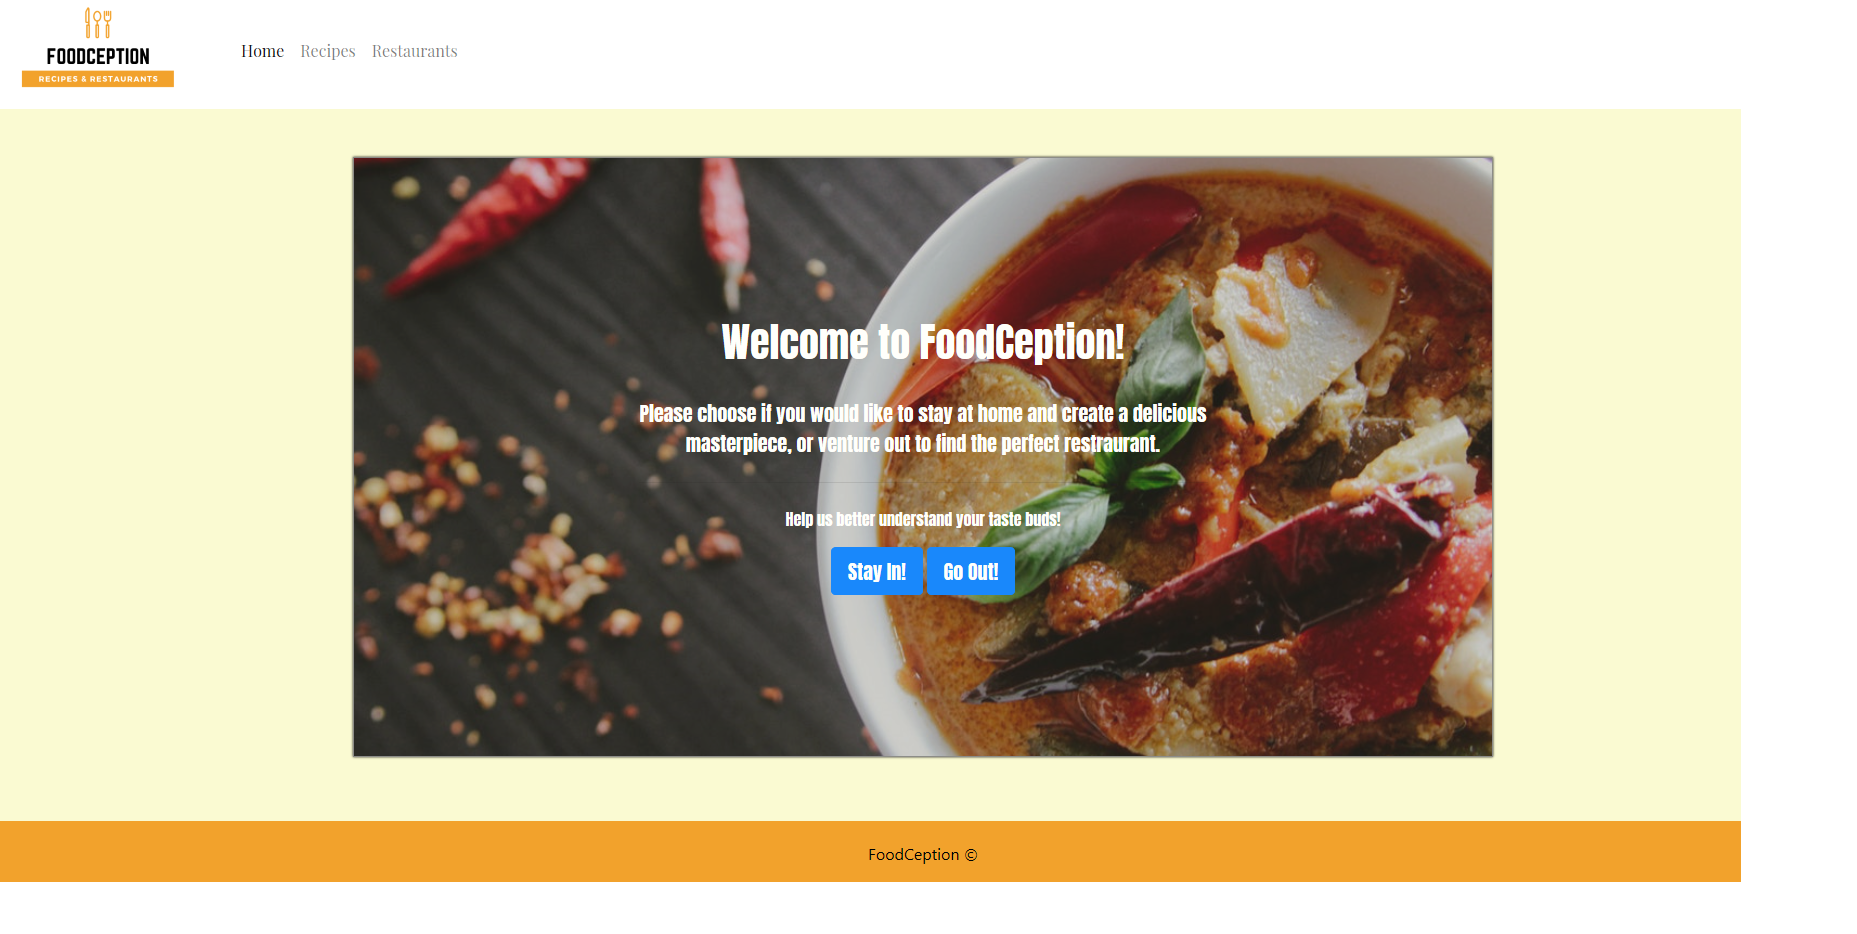 FOODCEPTION
RECIPES & RESTAURANTS
Home Recipes Restaurants
Welcome to FoodCeption!
Please choose if you would like to stay at home and create a delicious
masterpiece, or venture out to find the perfect restraurant.
Help us better understand your taste buds!
Stay In! Go Out!
FoodCeption ©